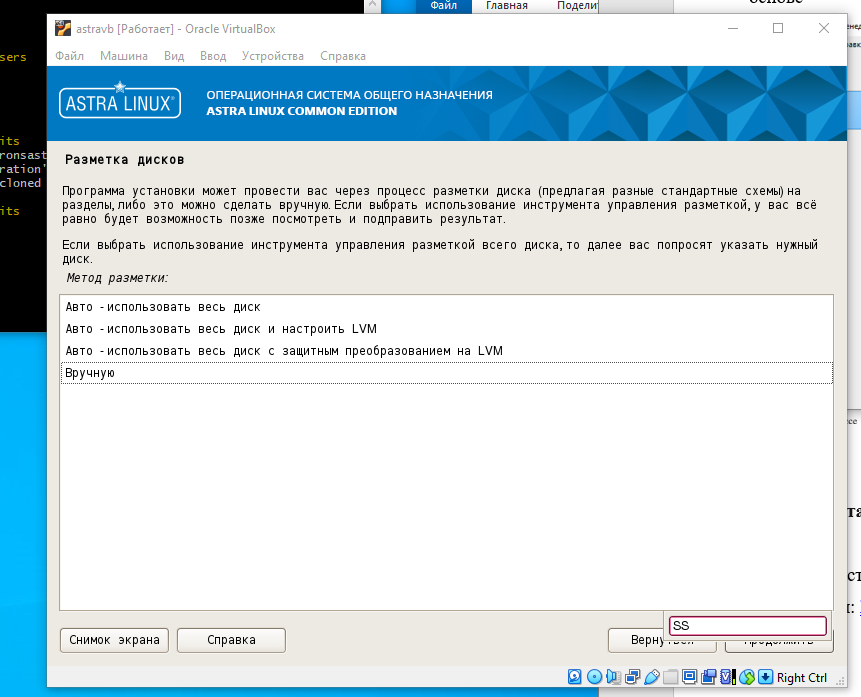 Файл Главная Поделит
основе
sers
its
ronsast
ration'
cloned
its
astravb [Работает] - Oracle VirtualBox
Файл Машина Вид Ввод Устройства Справка
ASTRA LINUX®
ОПЕРАЦИОННАЯ СИСТЕМА ОБЩЕГО НАЗНАЧЕНИЯ
ASTRA LINUX COMMON EDITION
Разметка дисков
Программа установки может провести вас через процесс разметки диска (предлагая разные стандартные схемы) на
разделы, либо это можно сделать вручную. Если выбрать использование инструмента управления разметкой, у вас всё
равно будет возможность позже посмотреть и подправить результат.
Если выбрать использование инструмента управления разметкой всего диска, то далее вас попросят указать нужный
диск.
Метод разметки:
Авто - использовать весь диск
Авто - использовать весь диск и настроить LVM
Авто - использовать весь диск с защитным преобразованием на LVM
Вручную
SS
Снимок экрана Справка Вернуться Продолжить
Right Ctrl